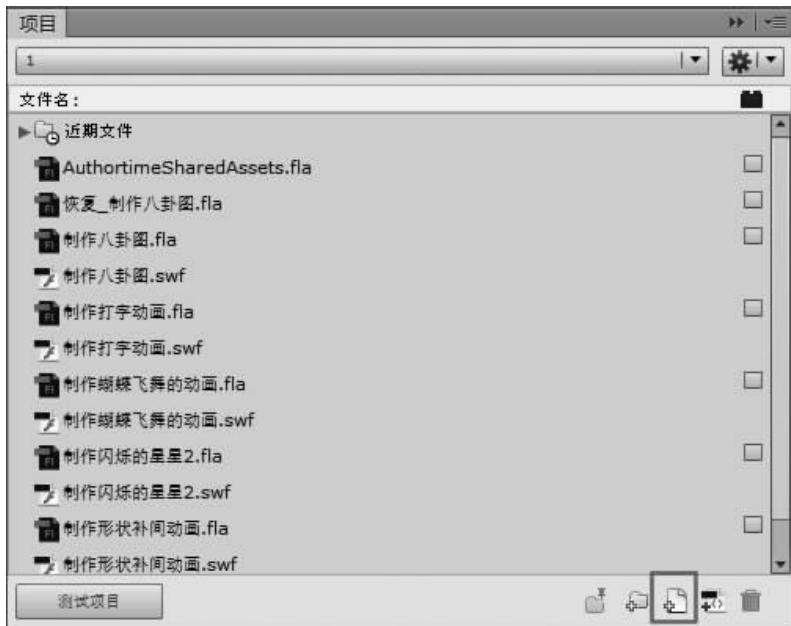 项目
1
文件名:
近期文件
AuthortimeSharedAssets.fla
恢复_制作八卦图.fla
制作八卦图.fla
制作八卦图.swf
制作打字动画.fla
制作打字动画.swf
制作蝴蝶飞舞的动画.fla
制作蝴蝶飞舞的动画.swf
制作闪烁的星星2.fla
制作闪烁的星星2.swf
制作形状补间动画.fla
制作形状补间动画.swf
测试项目